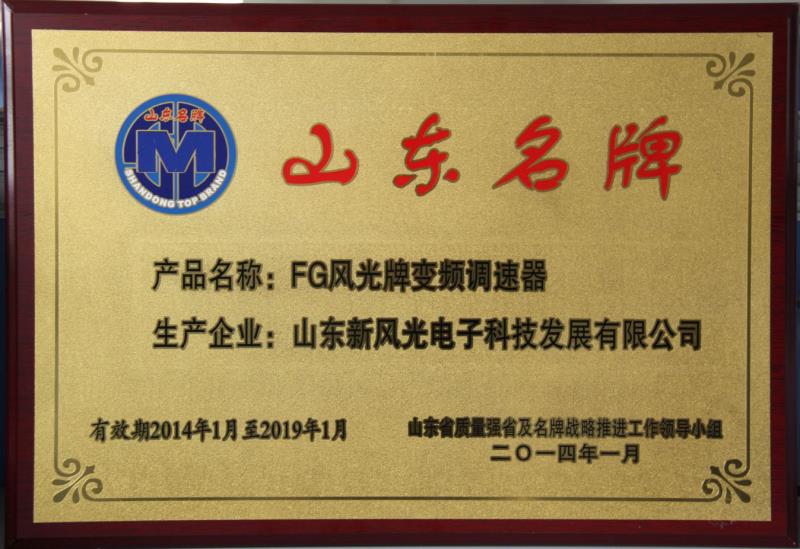 山东名牌
M
SHANDONG TOP BRAND
山东名牌
产品名称：FG风光牌变频调速器
生产企业：山东新风光电子科技发展有限公司
有效期2014年1月至2019年1月
山东省质量强省及名牌战略推进工作领导小组
二〇一四年一月